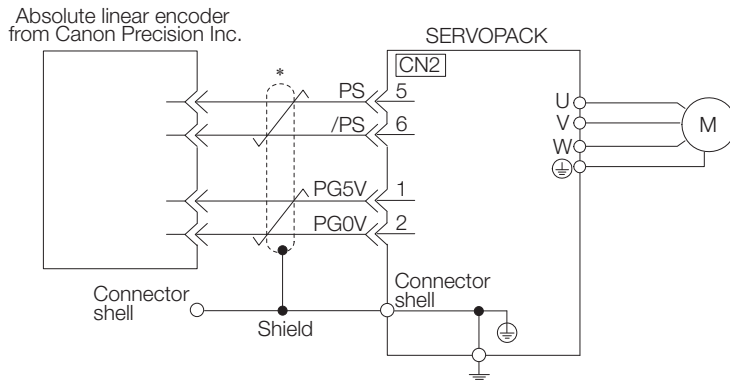 Absolute linear encoder
from Canon Precision Inc.
SERVOPACK
CN2
*
PS 5
/PS 6
PG5V 1
PG0V 2
U
V
W
M
Connector
shell
Shield
Connector
shell